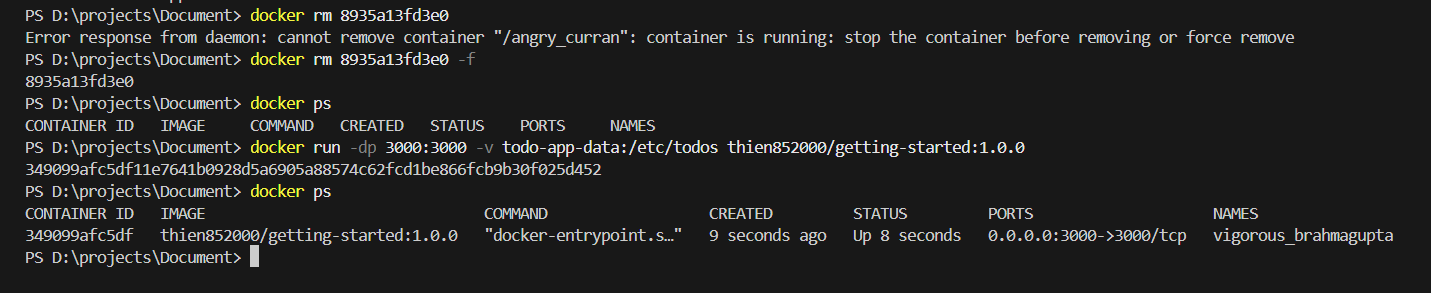 PS D:\projects\Document> docker rm 8935a13fd3e0
Error response from daemon: cannot remove container "/angry_curran": container is running: stop the container before removing or force remove
PS D:\projects\Document> docker rm 8935a13fd3e0 -f
8935a13fd3e0
PS D:\projects\Document> docker ps
CONTAINER ID   IMAGE     COMMAND   CREATED   STATUS    PORTS     NAMES
PS D:\projects\Document> docker run -dp 3000:3000 -v todo-app-data:/etc/todos thien852000/getting-started:1.0.0
349099afc5df11e7641b0928d5a6905a88574c62fcd1be866fcb9b30f025d452
PS D:\projects\Document> docker ps
CONTAINER ID   IMAGE                               COMMAND                  CREATED         STATUS         PORTS                    NAMES
349099afc5df   thien852000/getting-started:1.0.0   "docker-entrypoint.s…"   9 seconds ago   Up 8 seconds   0.0.0.0:3000->3000/tcp   vigorous_brahmagupta
PS D:\projects\Document>